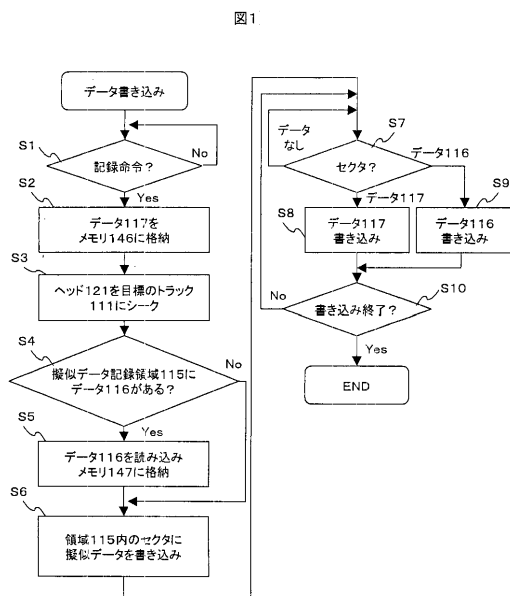 図1
データ書き込み
S1
記録命令？
No
Yes
S2
データ117を
メモリ146に格納
S3
ヘッド121を目標のトラック
111にシーク
S4
擬似データ記録領域115に
データ116がある？
No
Yes
S5
データ116を読み込み
メモリ147に格納
S6
領域115内のセクタに
擬似データを書き込み
S7
データ
なし
セクタ？
データ116
データ117
S8
データ117
書き込み
S9
データ116
書き込み
No
S10
書き込み終了？
Yes
END